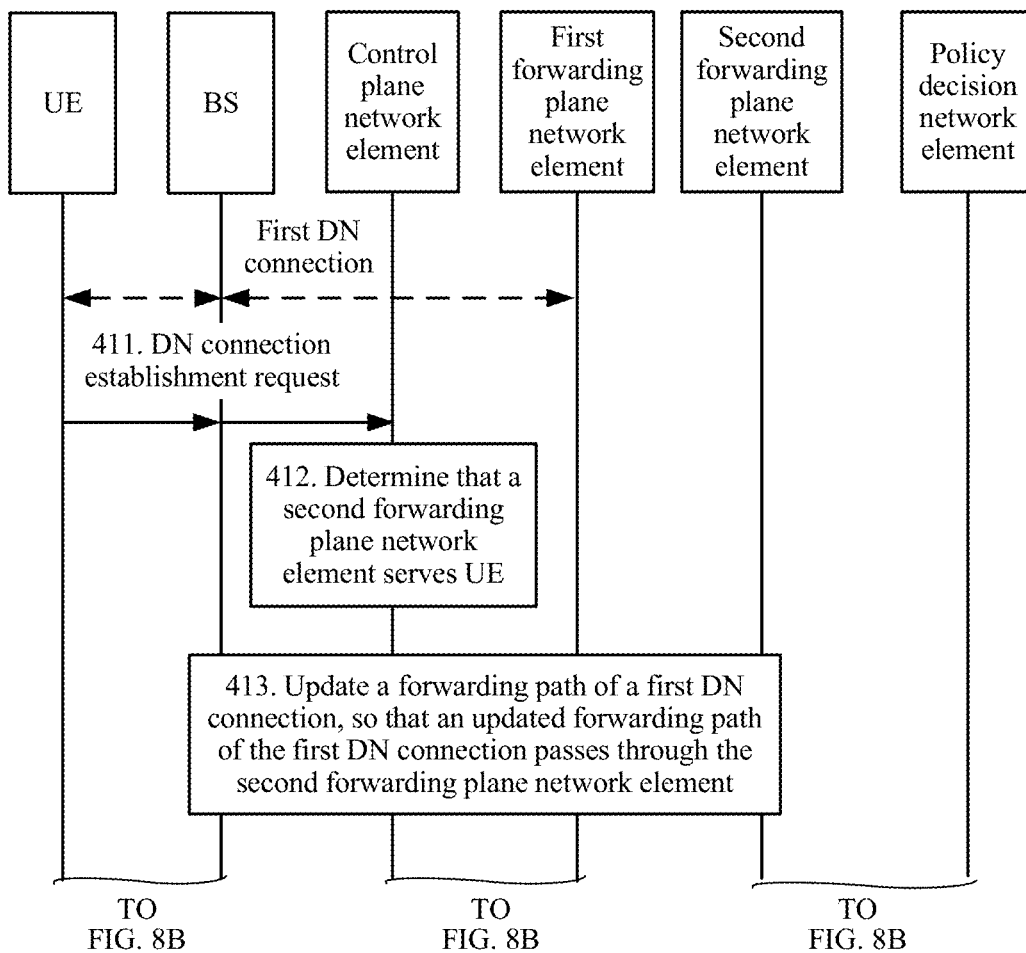 UE
BS
Control
plane
network
element
First
forwarding
plane
network
element
Second
forwarding
plane
network
element
Policy
decision
network
element
First DN
connection
411. DN connection
establishment request
412. Determine that a
second forwarding
plane network
element serves UE
413. Update a forwarding path of a first DN
connection, so that an updated forwarding path
of the first DN connection passes through the
second forwarding plane network element
TO
FIG. 8B
TO
FIG. 8B
TO
FIG. 8B